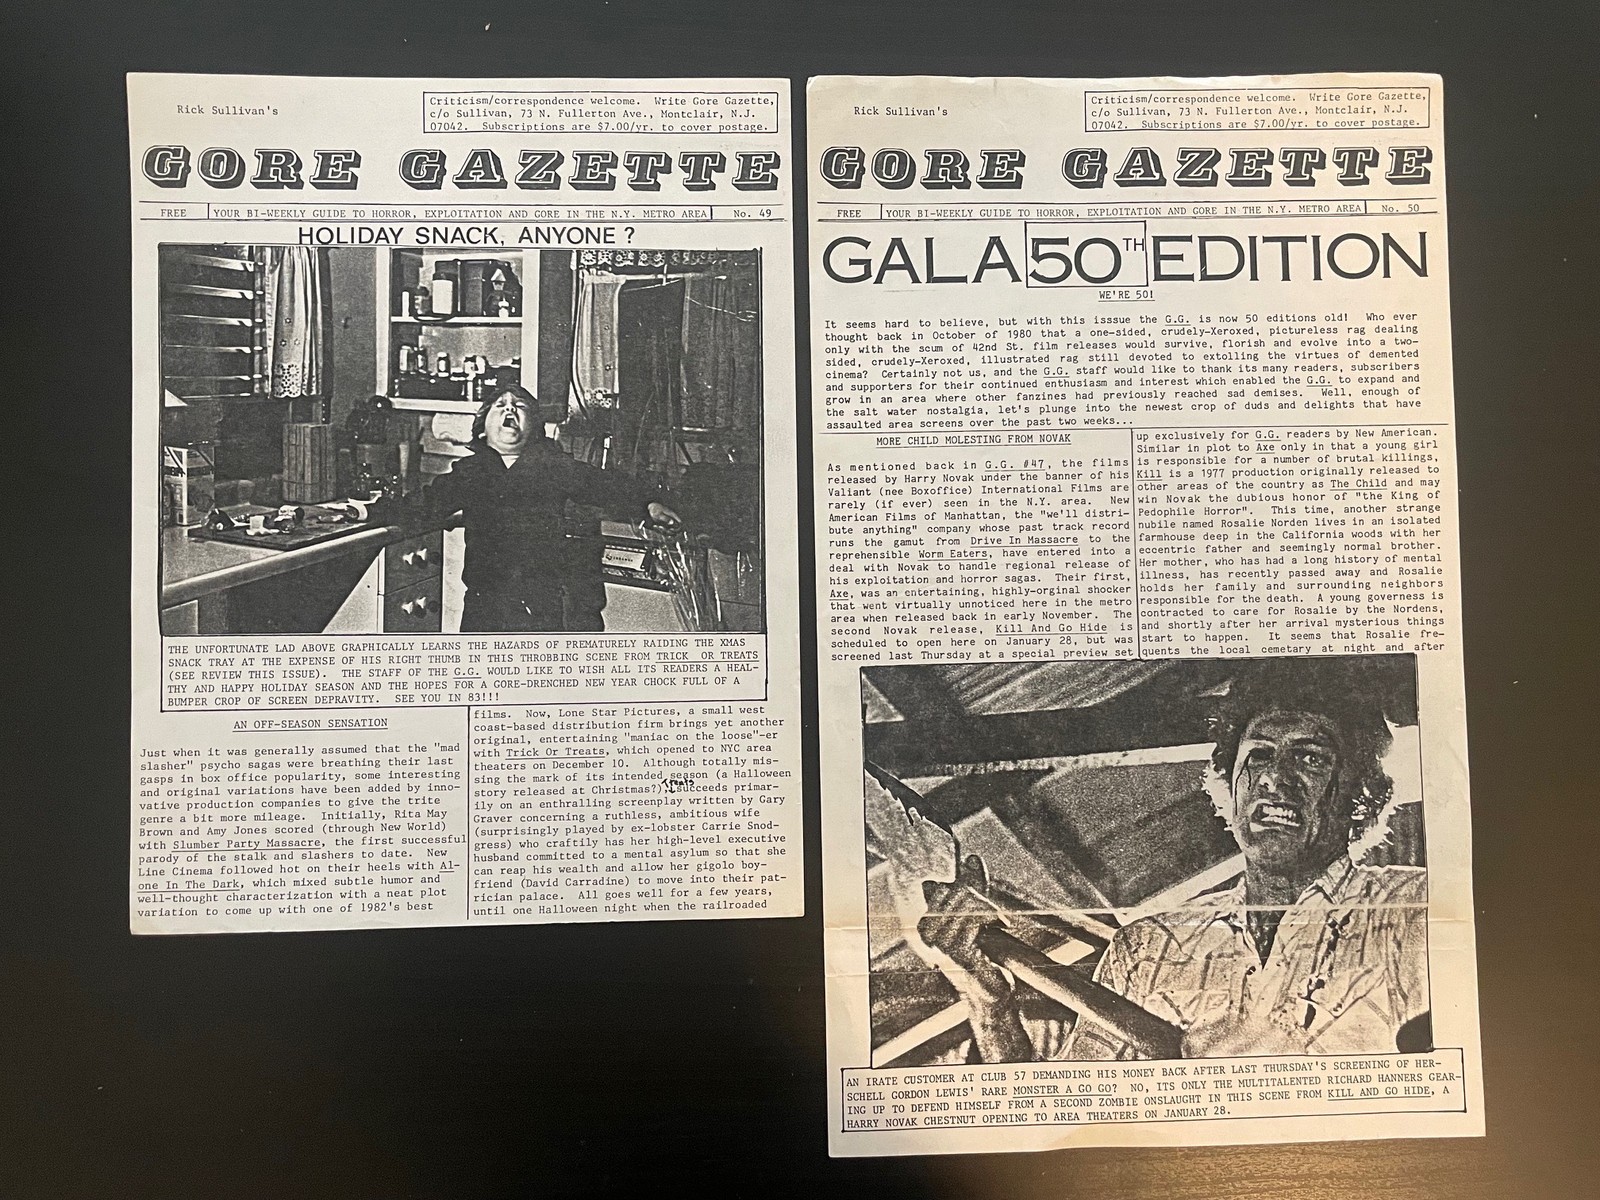 Rick Sullivan's
Criticism/correspondence welcome. Write Gore Gazette,
c/o Sullivan, 73 N. Fullerton Ave., Montclair, N.J.
07042. Subscriptions are $7.00/yr. to cover postage.
GORE GAZETTE
FREE YOUR BI-WEEKLY GUIDE TO HORROR, EXPLOITATION AND GORE IN THE N.Y. METRO AREA No. 49
HOLIDAY SNACK, ANYONE ?
THE UNFORTUNATE LAD ABOVE GRAPHICALLY LEARNS THE HAZARDS OF PREMATURELY RAIDING THE XMAS
SNACK TRAY AT THE EXPENSE OF HIS RIGHT THUMB IN THIS THROBBING SCENE FROM TRICK OR TREATS
(SEE REVIEW THIS ISSUE). THE STAFF OF THE G.G. WOULD LIKE TO WISH ALL ITS READERS A HEAL-
THY AND HAPPY HOLIDAY SEASON AND THE HOPES FOR A GORE-DRENCHED NEW YEAR CHOCK FULL OF A
BUMPER CROP OF SCREEN DEPRAVITY. SEE YOU IN 83!!!
AN OFF-SEASON SENSATION
Just when it was generally assumed that the "mad
slasher" psycho sagas were breathing their last
gasps in box office popularity, some interesting
and original variations have been added by inno-
vative production companies to give the trite
genre a bit more mileage. Initially, Rita May
Brown and Amy Jones scored (through New World)
with Slumber Party Massacre, the first successful
parody of the stalk and slashers to date. New
Line Cinema followed hot on their heels with Al-
one In The Dark, which mixed subtle humor and
well-thought characterization with a neat plot
variation to come up with one of 1982's best
films. Now, Lone Star Pictures, a small west
coast-based distribution firm brings yet another
original, entertaining "maniac on the loose"-er
with Trick Or Treats, which opened to NYC area
theaters on December 10. Although totally mis-
sing the mark of its intended season (a Halloween
story released at Christmas?) Treats succeeds primar-
ily on an enthralling screenplay written by Gary
Graver concerning a ruthless, ambitious wife
(surprisingly played by ex-lobster Carrie Snod-
gress) who craftily has her high-level executive
husband committed to a mental asylum so that she
can reap his wealth and allow her gigolo boy-
friend (David Carradine) to move into their pat-
rician palace. All goes well for a few years,
until one Halloween night when the railroaded
Rick Sullivan's
Criticism/correspondence welcome. Write Gore Gazette,
c/o Sullivan, 73 N. Fullerton Ave., Montclair, N.J.
07042. Subscriptions are $7.00/yr. to cover postage.
GORE GAZETTE
FREE YOUR BI-WEEKLY GUIDE TO HORROR, EXPLOITATION AND GORE IN THE N.Y. METRO AREA No. 50
GALA 50TH EDITION
WE'RE 50!
It seems hard to believe, but with this isssue the G.G. is now 50 editions old! Who ever
thought back in October of 1980 that a one-sided, crudely-Xeroxed, pictureless rag dealing
only with the scum of 42nd St. film releases would survive, florish and evolve into a two-
sided, crudely-Xeroxed, illustrated rag still devoted to extolling the virtues of demented
cinema? Certainly not us, and the G.G. staff would like to thank its many readers, subscribers
and supporters for their continued enthusiasm and interest which enabled the G.G. to expand and
grow in an area where other fanzines had previously reached sad demises. Well, enough of
the salt water nostalgia, let's plunge into the newest crop of duds and delights that have
assaulted area screens over the past two weeks...
MORE CHILD MOLESTING FROM NOVAK
As mentioned back in G.G. #47, the films
released by Harry Novak under the banner of his
Valiant (nee Boxoffice) International Films are
rarely (if ever) seen in the N.Y. area. New
American Films of Manhattan, the "we'll distri-
bute anything" company whose past track record
runs the gamut from Drive In Massacre to the
reprehensible Worm Eaters, have entered into a
deal with Novak to handle regional release of
his exploitation and horror sagas. Their first,
Axe, was an entertaining, highly-orginal shocker
that went virtually unnoticed here in the metro
area when released back in early November. The
second Novak release, Kill And Go Hide is
scheduled to open here on January 28, but was
screened last Thursday at a special preview set
up exclusively for G.G. readers by New American.
Similar in plot to Axe only in that a young girl
is responsible for a number of brutal killings,
Kill is a 1977 production originally released to
other areas of the country as The Child and may
win Novak the dubious honor of "the King of
Pedophile Horror". This time, another strange
nubile named Rosalie Norden lives in an isolated
farmhouse deep in the California woods with her
eccentric father and seemingly normal brother.
Her mother, who has had a long history of mental
illness, has recently passed away and Rosalie
holds her family and surrounding neighbors
responsible for the death. A young governess is
contracted to care for Rosalie by the Nordens,
and shortly after her arrival mysterious things
start to happen. It seems that Rosalie fre-
quents the local cemetary at night and after
AN IRATE CUSTOMER AT CLUB 57 DEMANDING HIS MONEY BACK AFTER LAST THURSDAY'S SCREENING OF HER-
SCHELL GORDON LEWIS' RARE MONSTER A GO GO? NO, ITS ONLY THE MULTITALENTED RICHARD HANNERS GEAR-
ING UP TO DEFEND HIMSELF FROM A SECOND ZOMBIE ONSLAUGHT IN THIS SCENE FROM KILL AND GO HIDE, A
HARRY NOVAK CHESTNUT OPENING TO AREA THEATERS ON JANUARY 28.